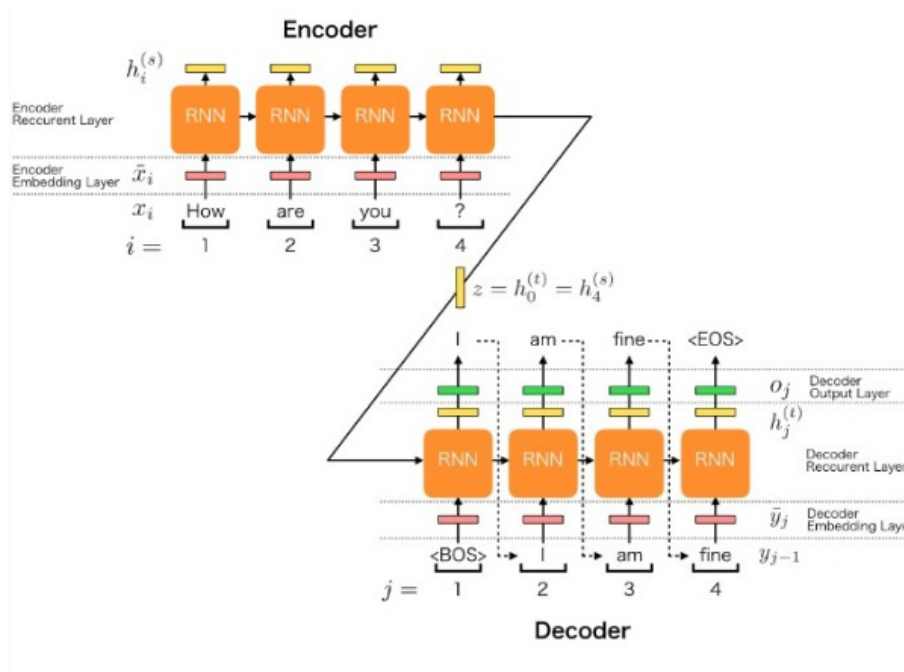 Encoder
h_i^{(s)}
RNN RNN RNN RNN
Encoder
Reccurent Layer
Encoder
Embedding Layer
x̄_i
x_i How are you ?
i = 1 2 3 4
z = h_0^{(t)} = h_4^{(s)}
I am fine <EOS>
o_j Decoder
Output Layer
h_j^{(t)}
RNN RNN RNN RNN
Decoder
Reccurent Layer
ȳ_j Decoder
Embedding Laye
<BOS> I am fine y_{j-1}
j = 1 2 3 4
Decoder